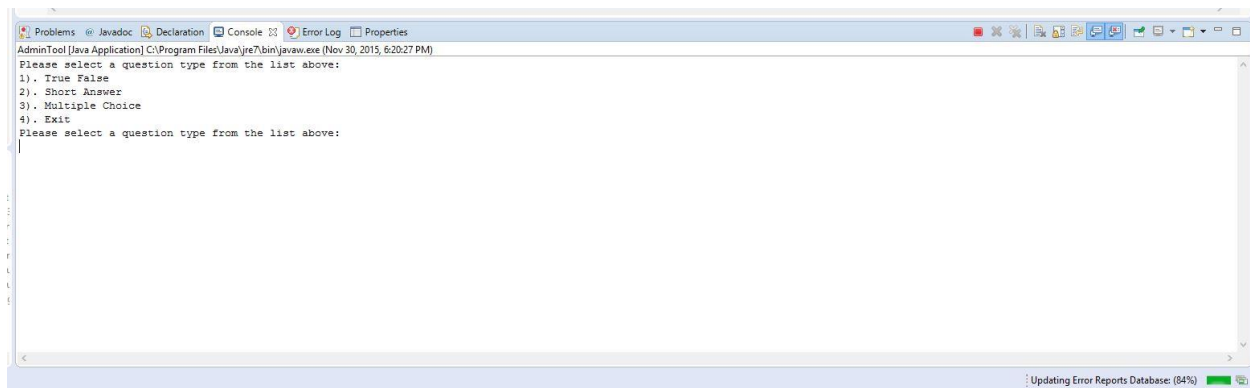 Problems @ Javadoc Declaration Console Error Log Properties
AdminTool [Java Application] C:\Program Files\Java\jre7\bin\javaw.exe (Nov 30, 2015, 6:20:27 PM)
Please select a question type from the list above:
1). True False
2). Short Answer
3). Multiple Choice
4). Exit
Please select a question type from the list above:
Updating Error Reports Database: (84%)